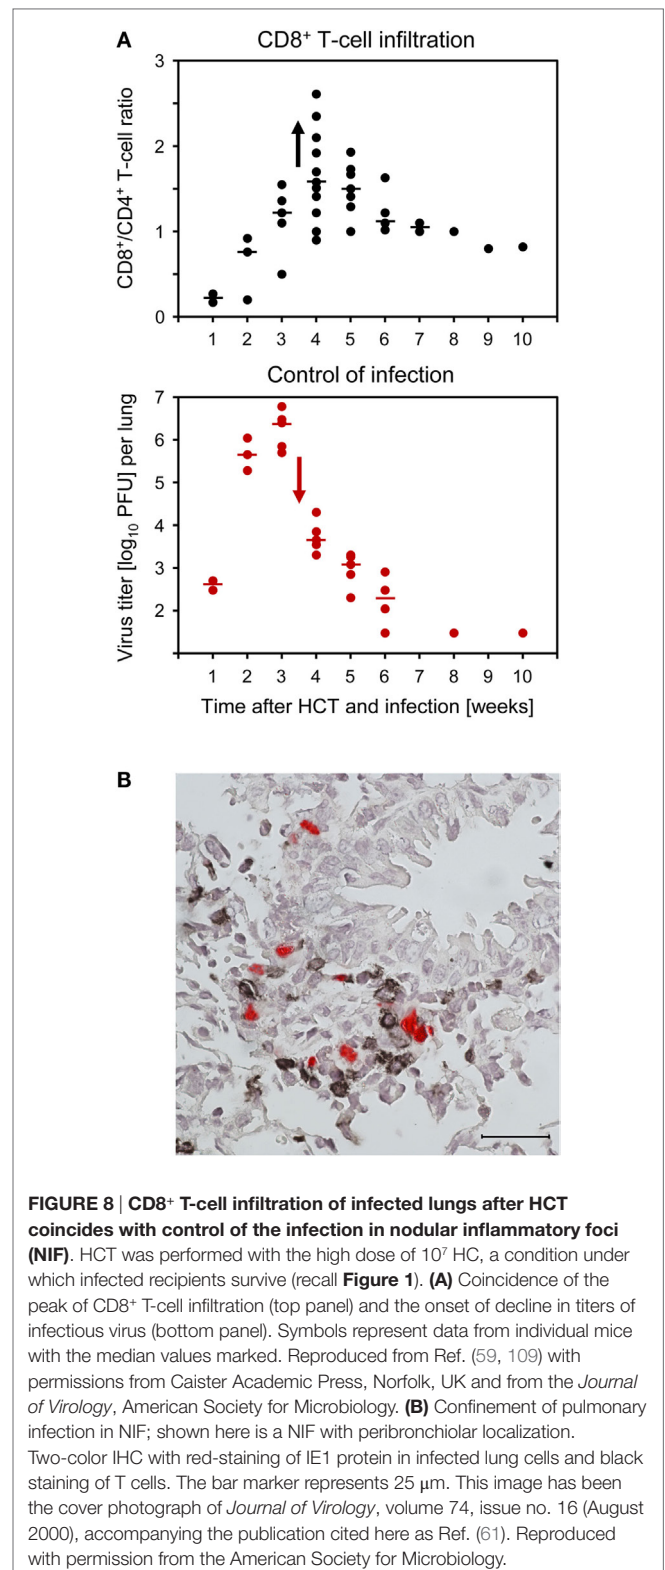 A
CD8⁺ T-cell infiltration
CD8⁺/CD4⁺ T-cell ratio
3
2
1
0
1 2 3 4 5 6 7 8 9 10
Control of infection
Virus titer [log₁₀ PFU] per lung
7
6
5
4
3
2
1 2 3 4 5 6 7 8 9 10
Time after HCT and infection [weeks]
B
FIGURE 8 | CD8⁺ T-cell infiltration of infected lungs after HCT
coincides with control of the infection in nodular inflammatory foci
(NIF). HCT was performed with the high dose of 10⁷ HC, a condition under
which infected recipients survive (recall Figure 1). (A) Coincidence of the
peak of CD8⁺ T-cell infiltration (top panel) and the onset of decline in titers of
infectious virus (bottom panel). Symbols represent data from individual mice
with the median values marked. Reproduced from Ref. (59, 109) with
permissions from Caister Academic Press, Norfolk, UK and from the Journal
of Virology, American Society for Microbiology. (B) Confinement of pulmonary
infection in NIF; shown here is a NIF with peribronchiolar localization.
Two-color IHC with red-staining of IE1 protein in infected lung cells and black
staining of T cells. The bar marker represents 25 μm. This image has been
the cover photograph of Journal of Virology, volume 74, issue no. 16 (August
2000), accompanying the publication cited here as Ref. (61). Reproduced
with permission from the American Society for Microbiology.